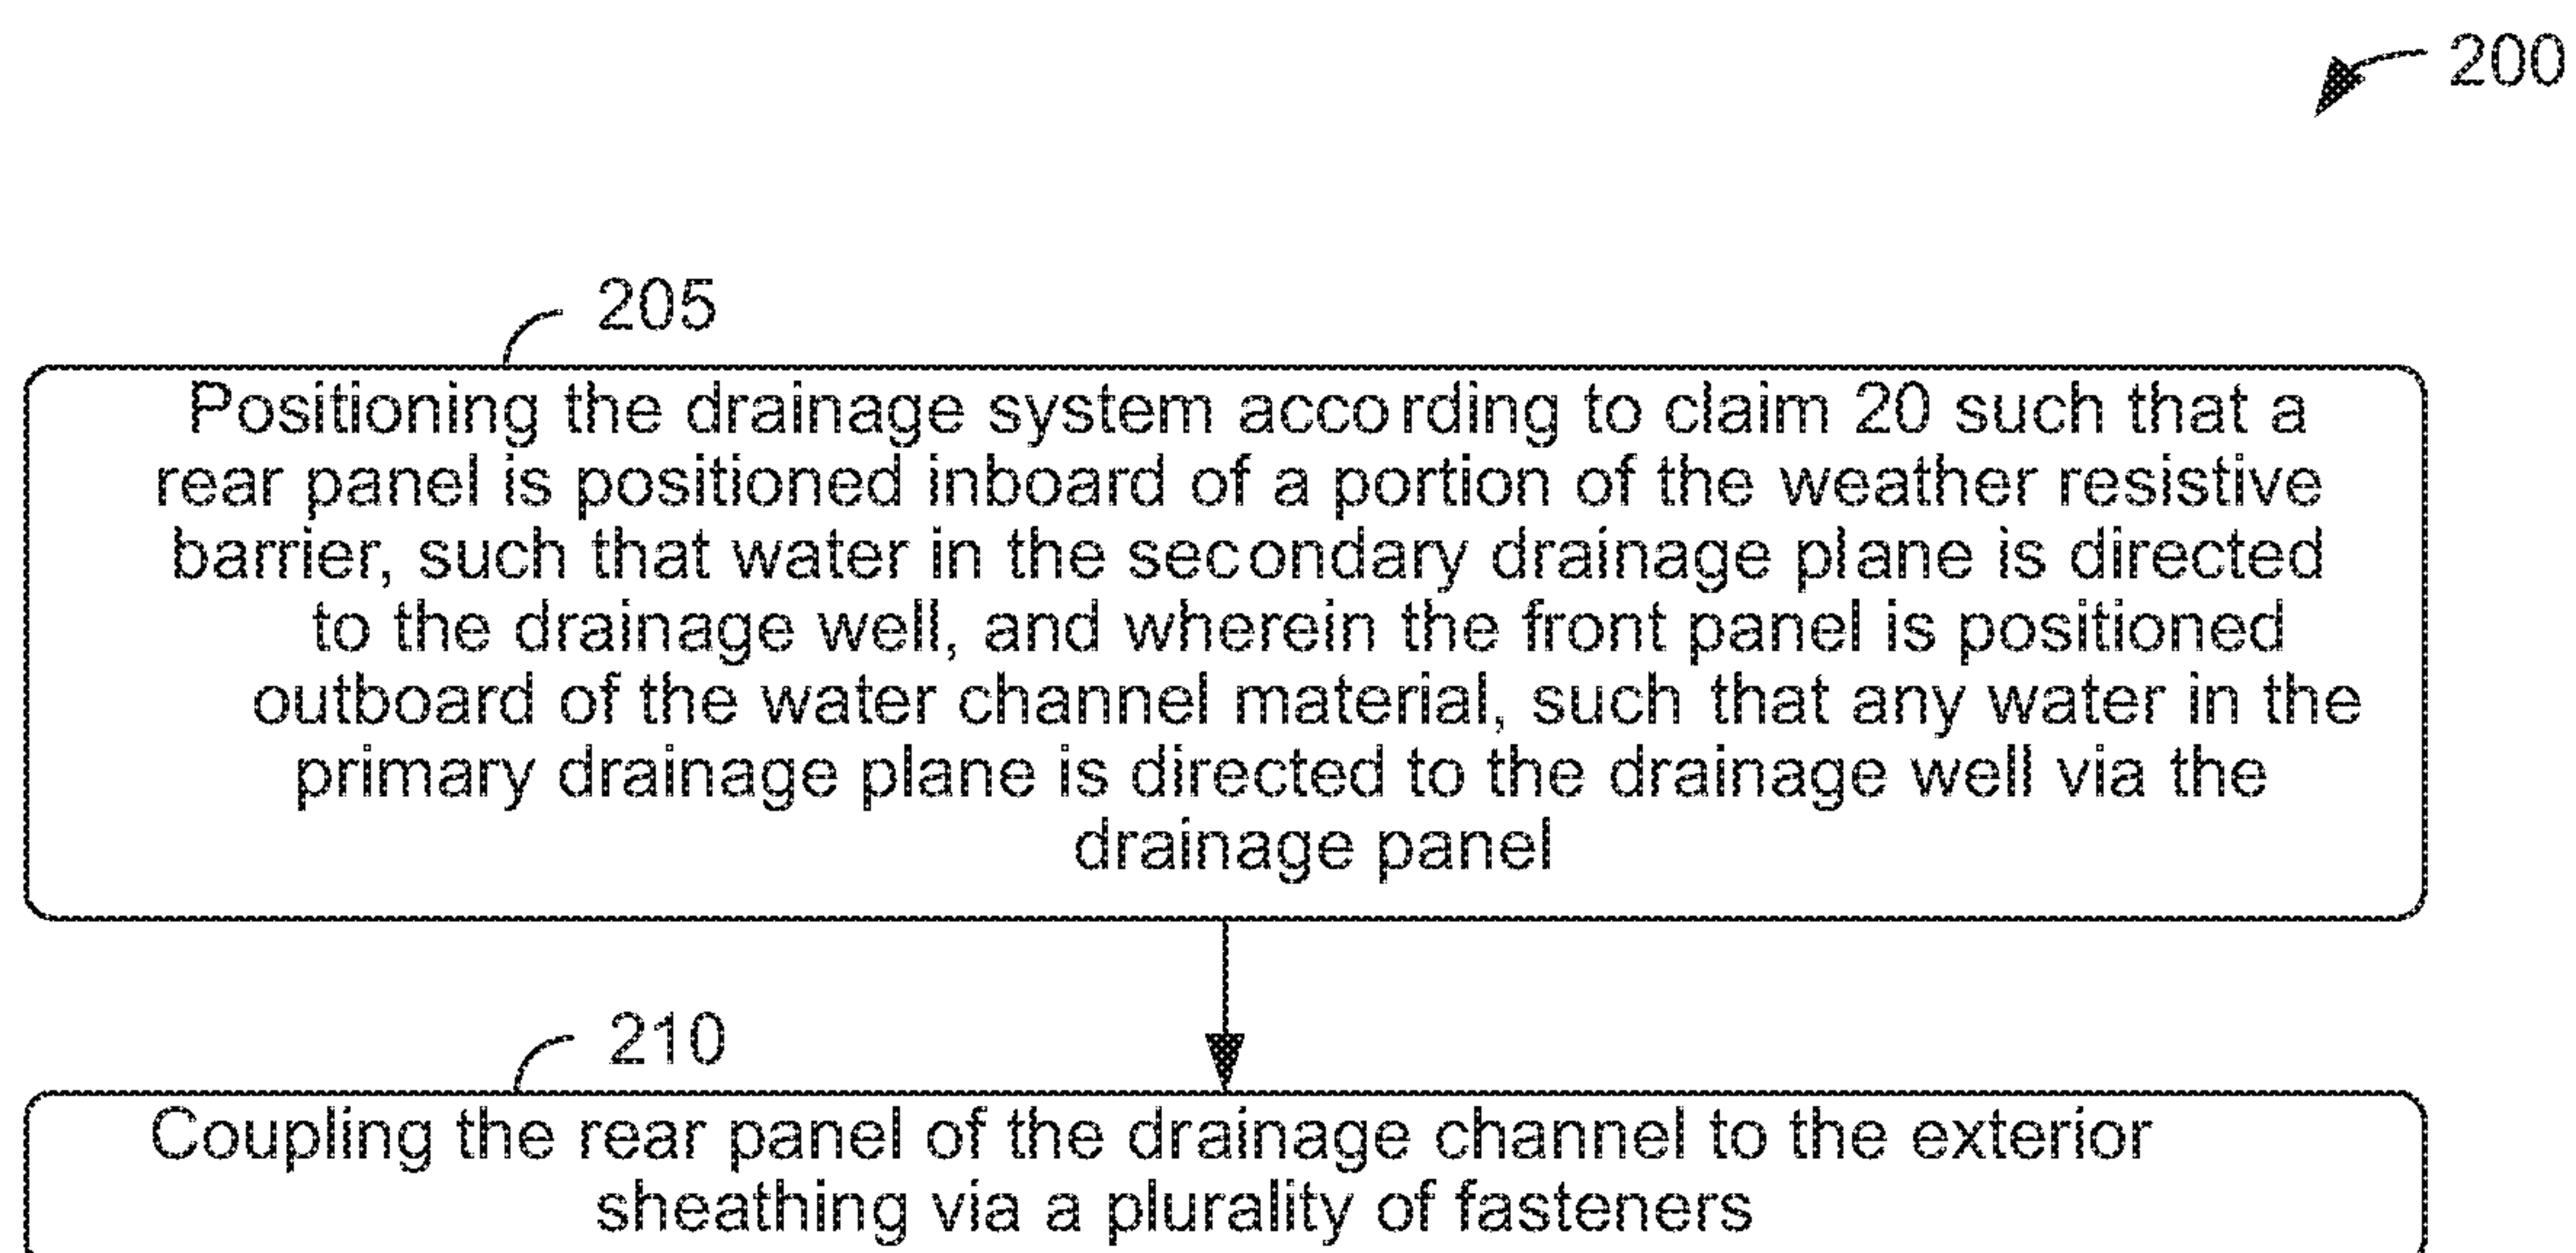 200
205
Positioning the drainage system according to claim 20 such that a
rear panel is positioned inboard of a portion of the weather resistive
barrier, such that water in the secondary drainage plane is directed
to the drainage well, and wherein the front panel is positioned
outboard of the water channel material, such that any water in the
primary drainage plane is directed to the drainage well via the
drainage panel
210
Coupling the rear panel of the drainage channel to the exterior
sheathing via a plurality of fasteners